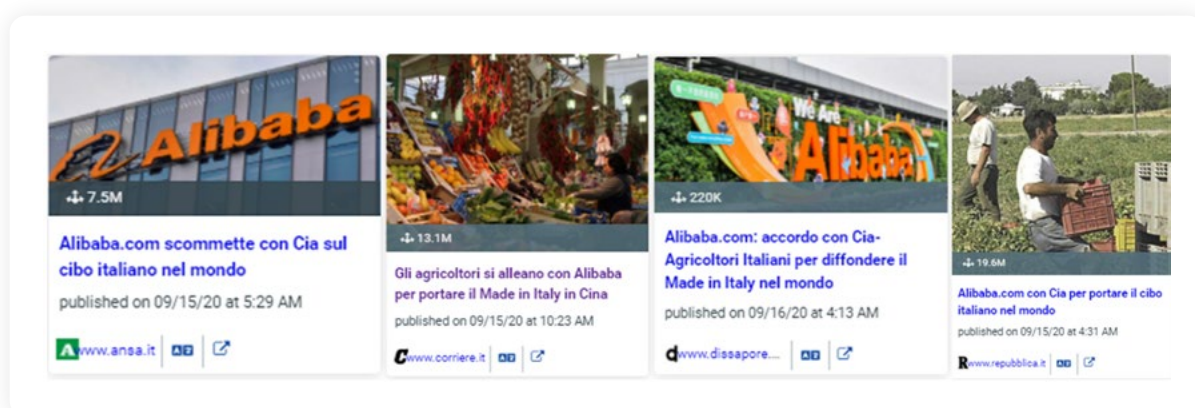 Alibaba
7.5M
Alibaba.com scommette con Cia sul
cibo italiano nel mondo
published on 09/15/20 at 5:29 AM
A www.ansa.it
13.1M
Gli agricoltori si alleano con Alibaba
per portare il Made in Italy in Cina
published on 09/15/20 at 10:23 AM
C www.corriere.it
We Are
Alibaba
220K
Alibaba.com: accordo con Cia-
Agricoltori Italiani per diffondere il
Made in Italy nel mondo
published on 09/16/20 at 4:13 AM
d www.dissapore....
19.6M
Alibaba.com con Cia per portare il cibo
italiano nel mondo
published on 09/15/20 at 4:31 AM
R www.repubblica.it